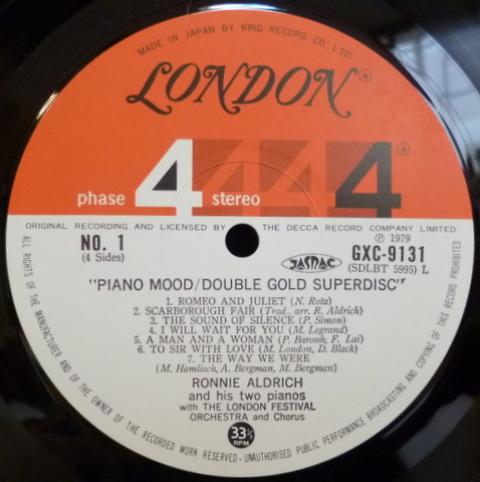 MADE IN JAPAN BY KING RECORD CO., LTD.
LONDON®
phase 4 stereo 4 4 4®
ORIGINAL RECORDING AND LICENSED BY THE DECCA RECORD COMPANY LIMITED
NO. 1
(4 Sides)
JASRAC
Ⓟ 1979
GXC-9131
(SDLBT 5995) L
"PIANO MOOD/DOUBLE GOLD SUPERDISC"
1. ROMEO AND JULIET (N. Rota)
2. SCARBOROUGH FAIR (Trad., arr. R. Aldrich)
3. THE SOUND OF SILENCE (P. Simon)
4. I WILL WAIT FOR YOU (M. Legrand)
5. A MAN AND A WOMAN (P. Barouh, F. Lai)
6. TO SIR WITH LOVE (M. London, D. Black)
7. THE WAY WE WERE
(M. Hamlisch, A. Bergman, M. Bergman)
RONNIE ALDRICH
and his two pianos
with THE LONDON FESTIVAL
ORCHESTRA and Chorus
33⅓
RPM
ALL RIGHTS OF THE MANUFACTURER AND OF THE OWNER OF THE RECORDED WORK RESERVED - UNAUTHORISED PUBLIC PERFORMANCE BROADCASTING AND COPYING OF THIS RECORD PROHIBITED